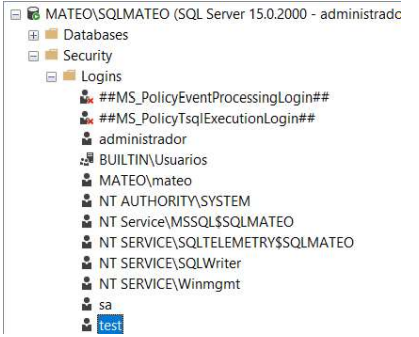 MATEO\SQLMATEO (SQL Server 15.0.2000 - administrado
Databases
Security
Logins
##MS_PolicyEventProcessingLogin##
##MS_PolicyTsqlExecutionLogin##
administrador
BUILTIN\Usuarios
MATEO\mateo
NT AUTHORITY\SYSTEM
NT Service\MSSQL$SQLMATEO
NT SERVICE\SQLTELEMETRY$SQLMATEO
NT SERVICE\SQLWriter
NT SERVICE\Winmgmt
sa
test